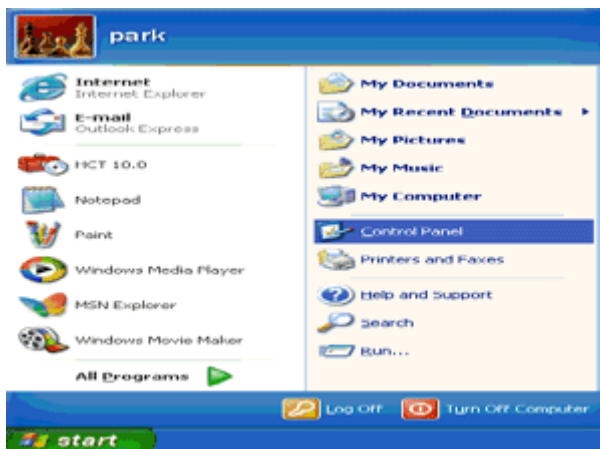 park
Internet
Internet Explorer
E-mail
Outlook Express
HCT 10.0
Notepad
Paint
Windows Media Player
MSN Explorer
Windows Movie Maker
All Programs
My Documents
My Recent Documents
My Pictures
My Music
My Computer
Control Panel
Printers and Faxes
Help and Support
Search
Run...
Log Off
Turn Off Computer
start